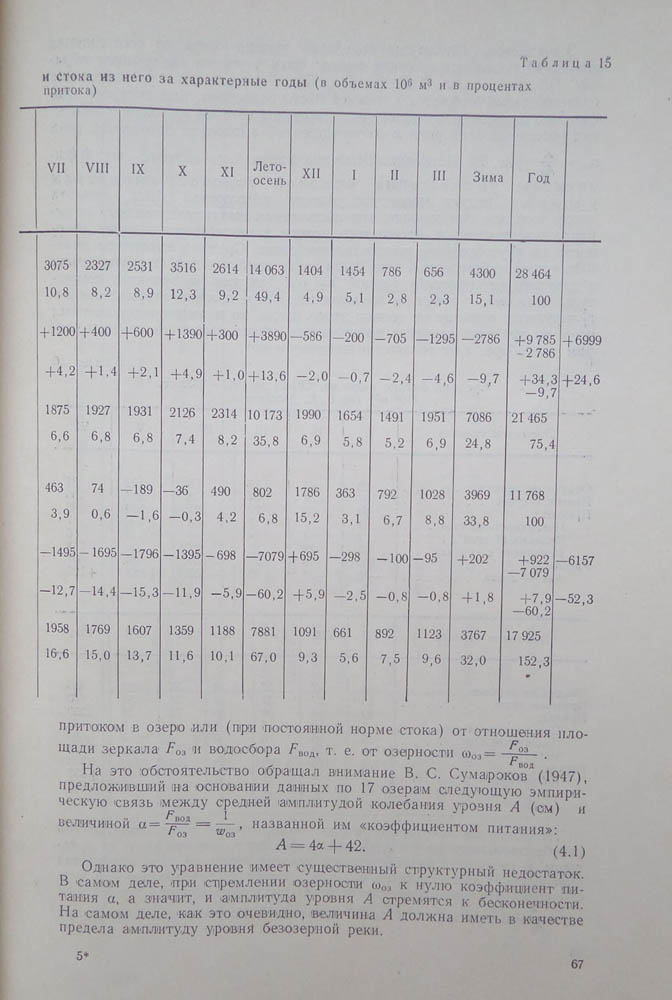 Таблица 15
и стока из него за характерные годы (в объемах 10⁶ м³ и в процентах
притока)
VII VIII IX X XI Лето-осень XII I II III Зима Год
3075 2327 2531 3516 2614 14 063 1404 1454 786 656 4300 28 464
10,8 8,2 8,9 12,3 9,2 49,4 4,9 5,1 2,8 2,3 15,1 100
+1200 +400 +600 +1390 +300 +3890 —586 —200 —705 —1295 —2786 +9 785 +6999
—2 786
+4,2 +1,4 +2,1 +4,9 +1,0 +13,6 —2,0 —0,7 —2,4 —4,6 —9,7 +34,3 +24,6
—9,7
1875 1927 1931 2126 2314 10 173 1990 1654 1491 1951 7086 21 465
6,6 6,8 6,8 7,4 8,2 35,8 6,9 5,8 5,2 6,9 24,8 75,4
463 74 —189 —36 490 802 1786 363 792 1028 3969 11 768
3,9 0,6 —1,6 —0,3 4,2 6,8 15,2 3,1 6,7 8,8 33,8 100
—1495 —1695 —1796 —1395 —698 —7079 +695 —298 —100 —95 +202 +922 —6157
—7 079
—12,7 —14,4 —15,3 —11,9 —5,9 —60,2 +5,9 —2,5 —0,8 —0,8 +1,8 +7,9 —52,3
—60,2
1958 1769 1607 1359 1188 7881 1091 661 892 1123 3767 17 925
16,6 15,0 13,7 11,6 10,1 67,0 9,3 5,6 7,5 9,6 32,0 152,3
притоком в озеро или (при постоянной норме стока) от отношения пло-
щади зеркала Fоз и водосбора Fвод, т. е. от озерности ωоз = Fоз / Fвод .
На это обстоятельство обращал внимание В. С. Сумароков (1947),
предложивший на основании данных по 17 озерам следующую эмпири-
ческую связь между средней амплитудой колебания уровня A (см) и
величиной α = Fвод / Fоз = 1 / wоз , названной им «коэффициентом питания»:
A = 4α + 42. (4.1)
Однако это уравнение имеет существенный структурный недостаток.
В самом деле, при стремлении озерности ωоз к нулю коэффициент пи-
тания α, а значит, и амплитуда уровня A стремятся к бесконечности.
На самом деле, как это очевидно, величина A должна иметь в качестве
предела амплитуду уровня безозерной реки.
5*
67